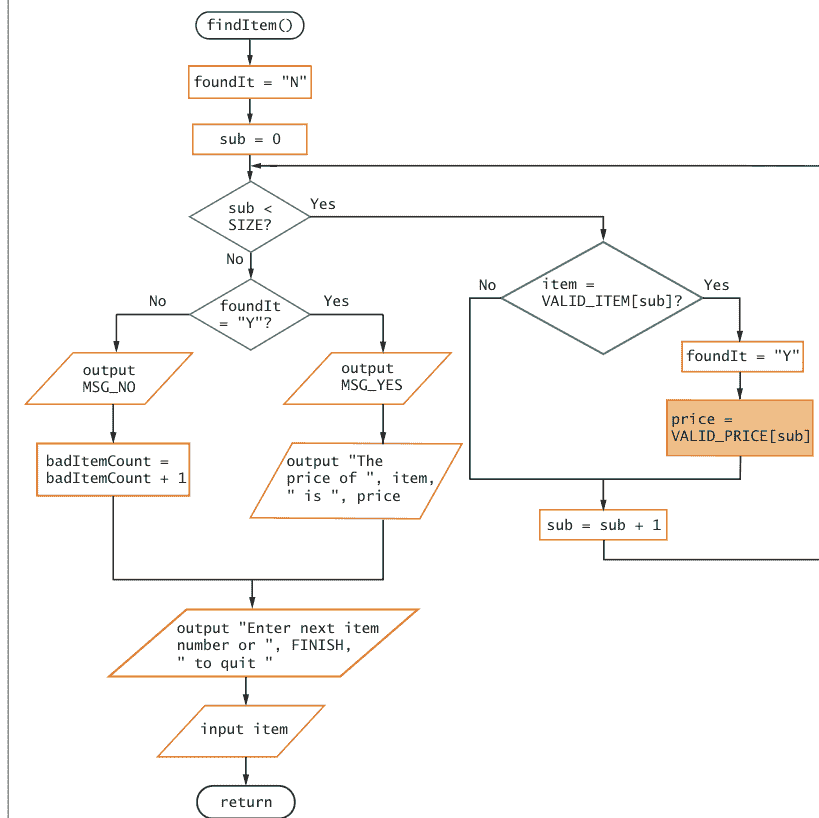 findItem()
foundIt = "N"
sub = 0
sub <
SIZE?
Yes
No
item =
VALID_ITEM[sub]?
No
Yes
foundIt = "Y"
price =
VALID_PRICE[sub]
sub = sub + 1
foundIt
= "Y"?
No
Yes
output
MSG_NO
badItemCount =
badItemCount + 1
output
MSG_YES
output "The
price of ", item,
" is ", price
output "Enter next item
number or ", FINISH,
" to quit "
input item
return